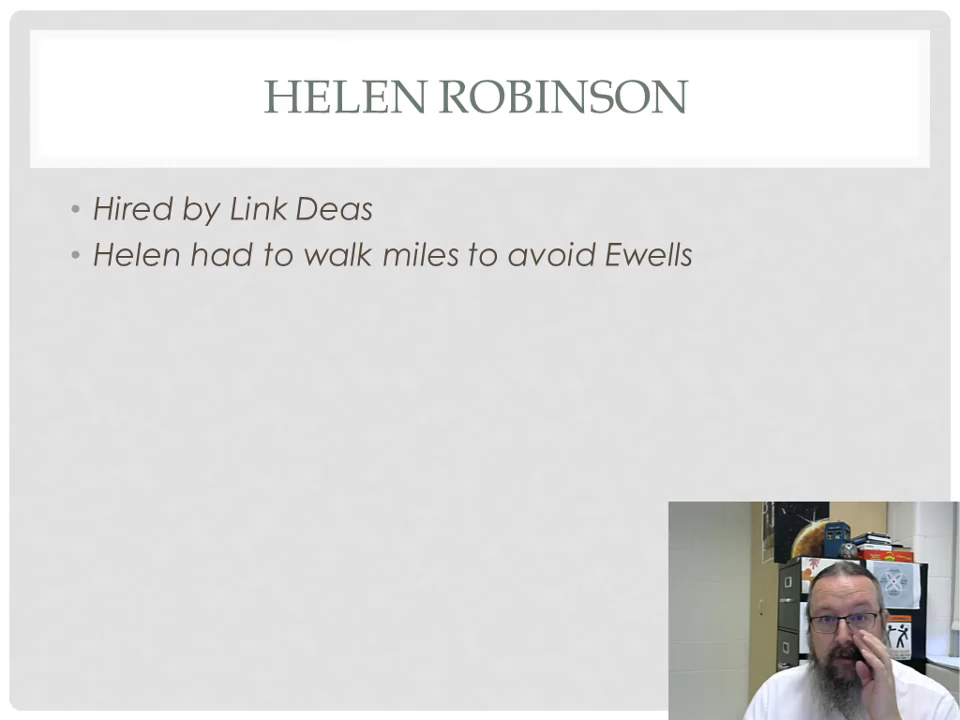 HELEN ROBINSON
Hired by Link Deas
Helen had to walk miles to avoid Ewells